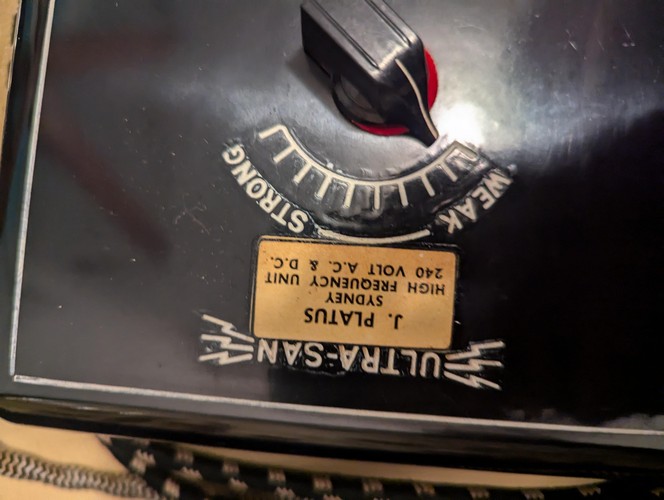 ULTRA-SAN
J. PLATUS
SYDNEY
HIGH FREQUENCY UNIT
240 VOLT A.C. & D.C.
WEAK
STRONG